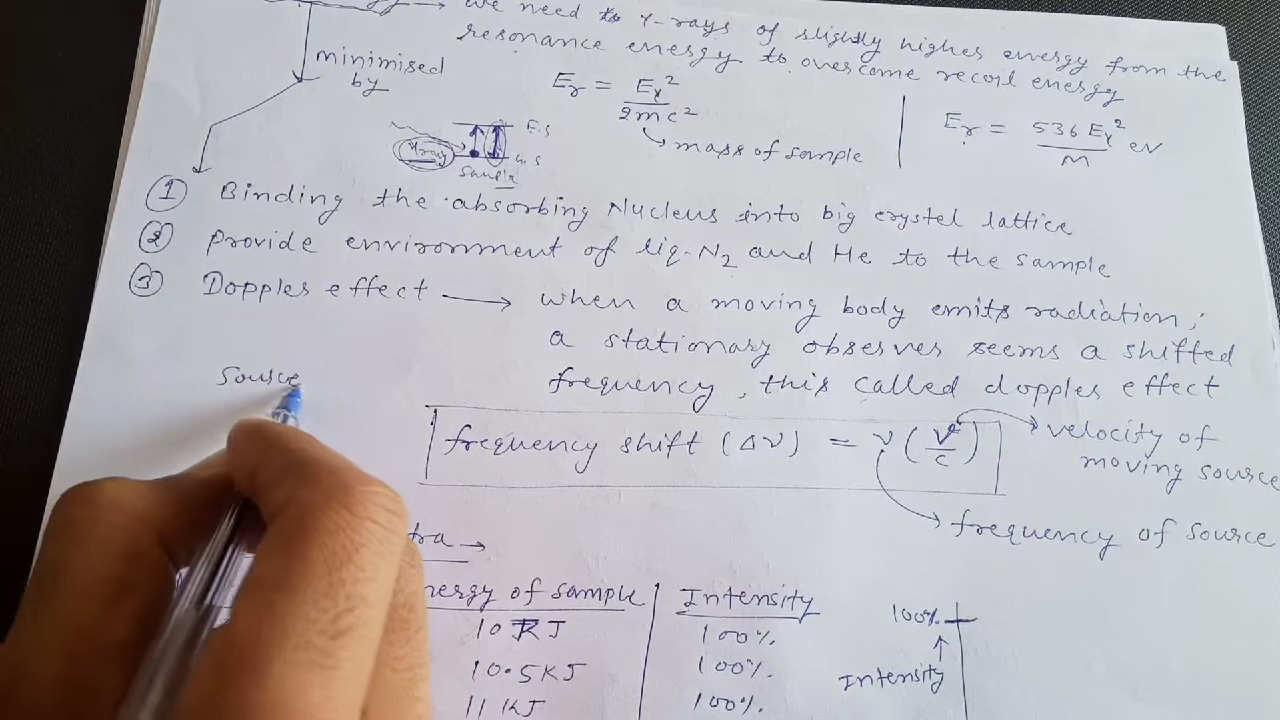 we need to γ-rays of slightly higher energy from the
resonance energy to overcome recoil energy
minimised
by
Er = Eγ²/2mc²
mass of sample
Er = 536 Eγ²/M eV
E.S
G.S
sample
① Binding the absorbing Nucleus into big crystel lattice
② Provide environment of liq-N2 and He to the sample
③ Doppler effect → when a moving body emits radiation,
a stationary observer seems a shifted
frequency, this called doppler effect
source
frequency shift (Δν) = ν (v/c)
velocity of
moving source
frequency of source
tra →
nergy of sample Intensity
10 KJ 100%
10.5 KJ 100%
11 KJ 100%
100%
Intensity